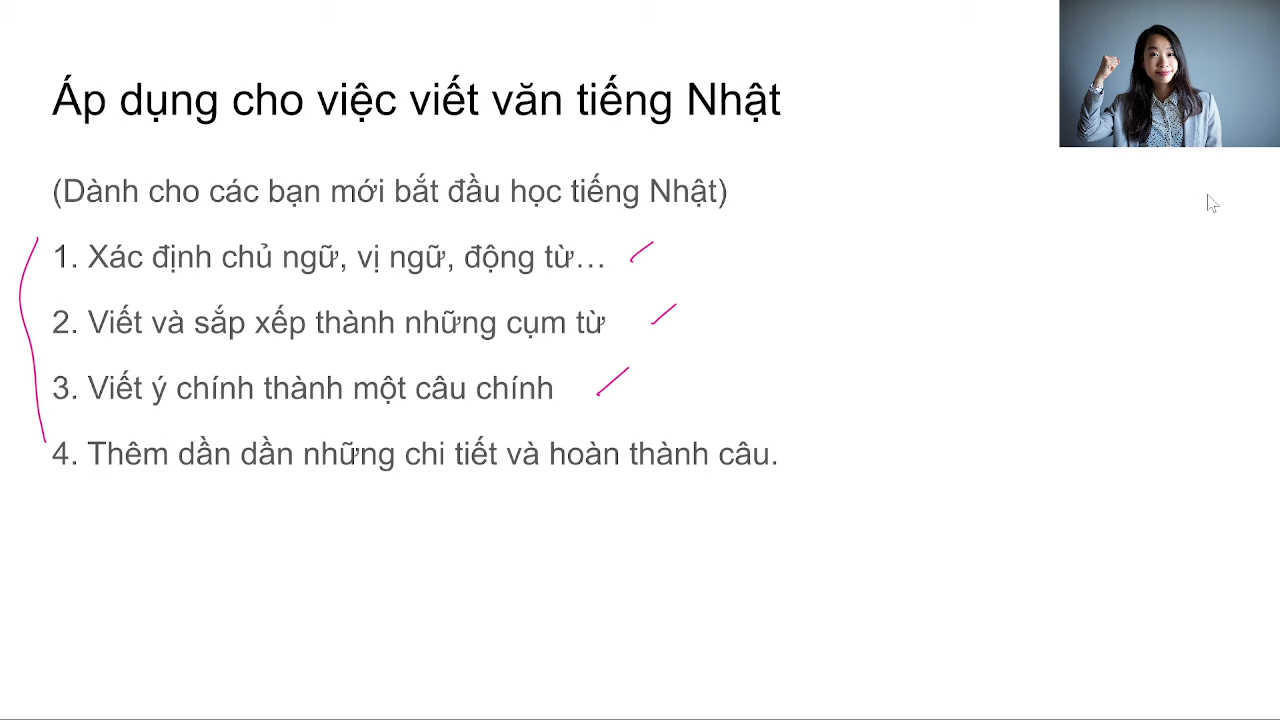 Áp dụng cho việc viết văn tiếng Nhật
(Dành cho các bạn mới bắt đầu học tiếng Nhật)
1. Xác định chủ ngữ, vị ngữ, động từ…
2. Viết và sắp xếp thành những cụm từ
3. Viết ý chính thành một câu chính
4. Thêm dần dần những chi tiết và hoàn thành câu.